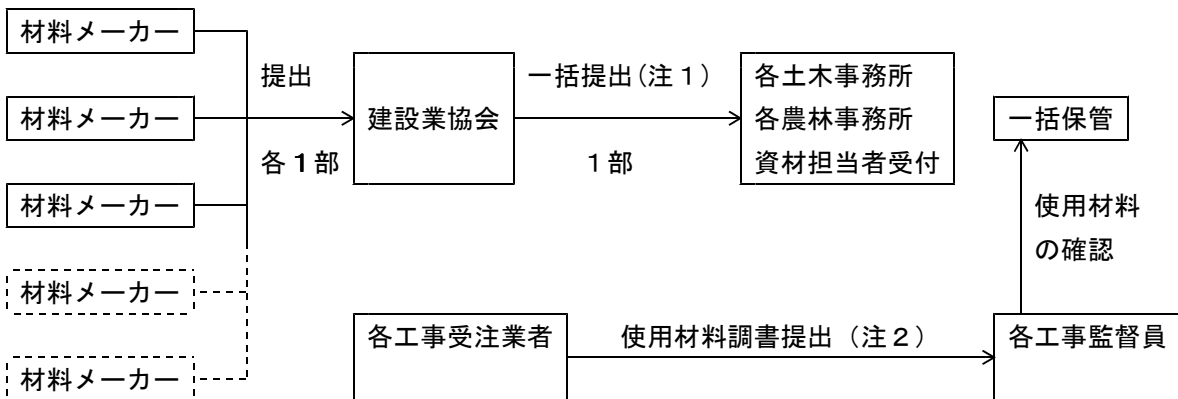 材料メーカー
材料メーカー
材料メーカー
材料メーカー
材料メーカー
提出
各1部
建設業協会
一括提出(注1)
1部
各土木事務所
各農林事務所
資材担当者受付
一括保管
使用材料
の確認
各工事受注業者
使用材料調書提出(注2)
各工事監督員